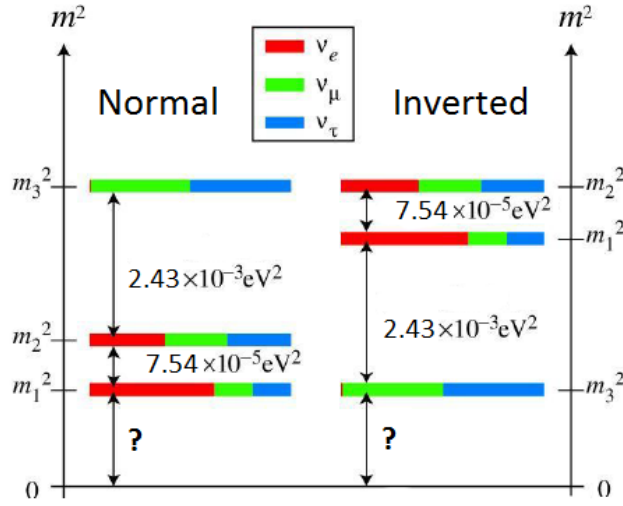 m²
m²
ν_e
ν_μ
ν_τ
Normal
Inverted
m₃²
m₂²
7.54×10⁻⁵eV²
m₁²
2.43×10⁻³eV²
2.43×10⁻³eV²
m₂²
7.54×10⁻⁵eV²
m₁²
m₃²
?
?
0
0